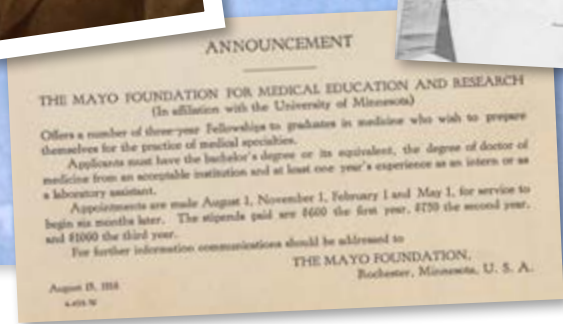 ANNOUNCEMENT
THE MAYO FOUNDATION FOR MEDICAL EDUCATION AND RESEARCH
(In affiliation with the University of Minnesota)
Offers a number of three-year Fellowships to graduates in medicine who wish to prepare
themselves for the practice of medical specialties.
Applicants must have the bachelor's degree or its equivalent, the degree of doctor of
medicine from an acceptable institution and at least one year's experience as an intern or as
a laboratory assistant.
Appointments are made August 1, November 1, February 1 and May 1, for service to
begin six months later. The stipends paid are $600 the first year, $750 the second year,
and $1000 the third year.
For further information communications should be addressed to
THE MAYO FOUNDATION,
Rochester, Minnesota, U. S. A.
August 15,